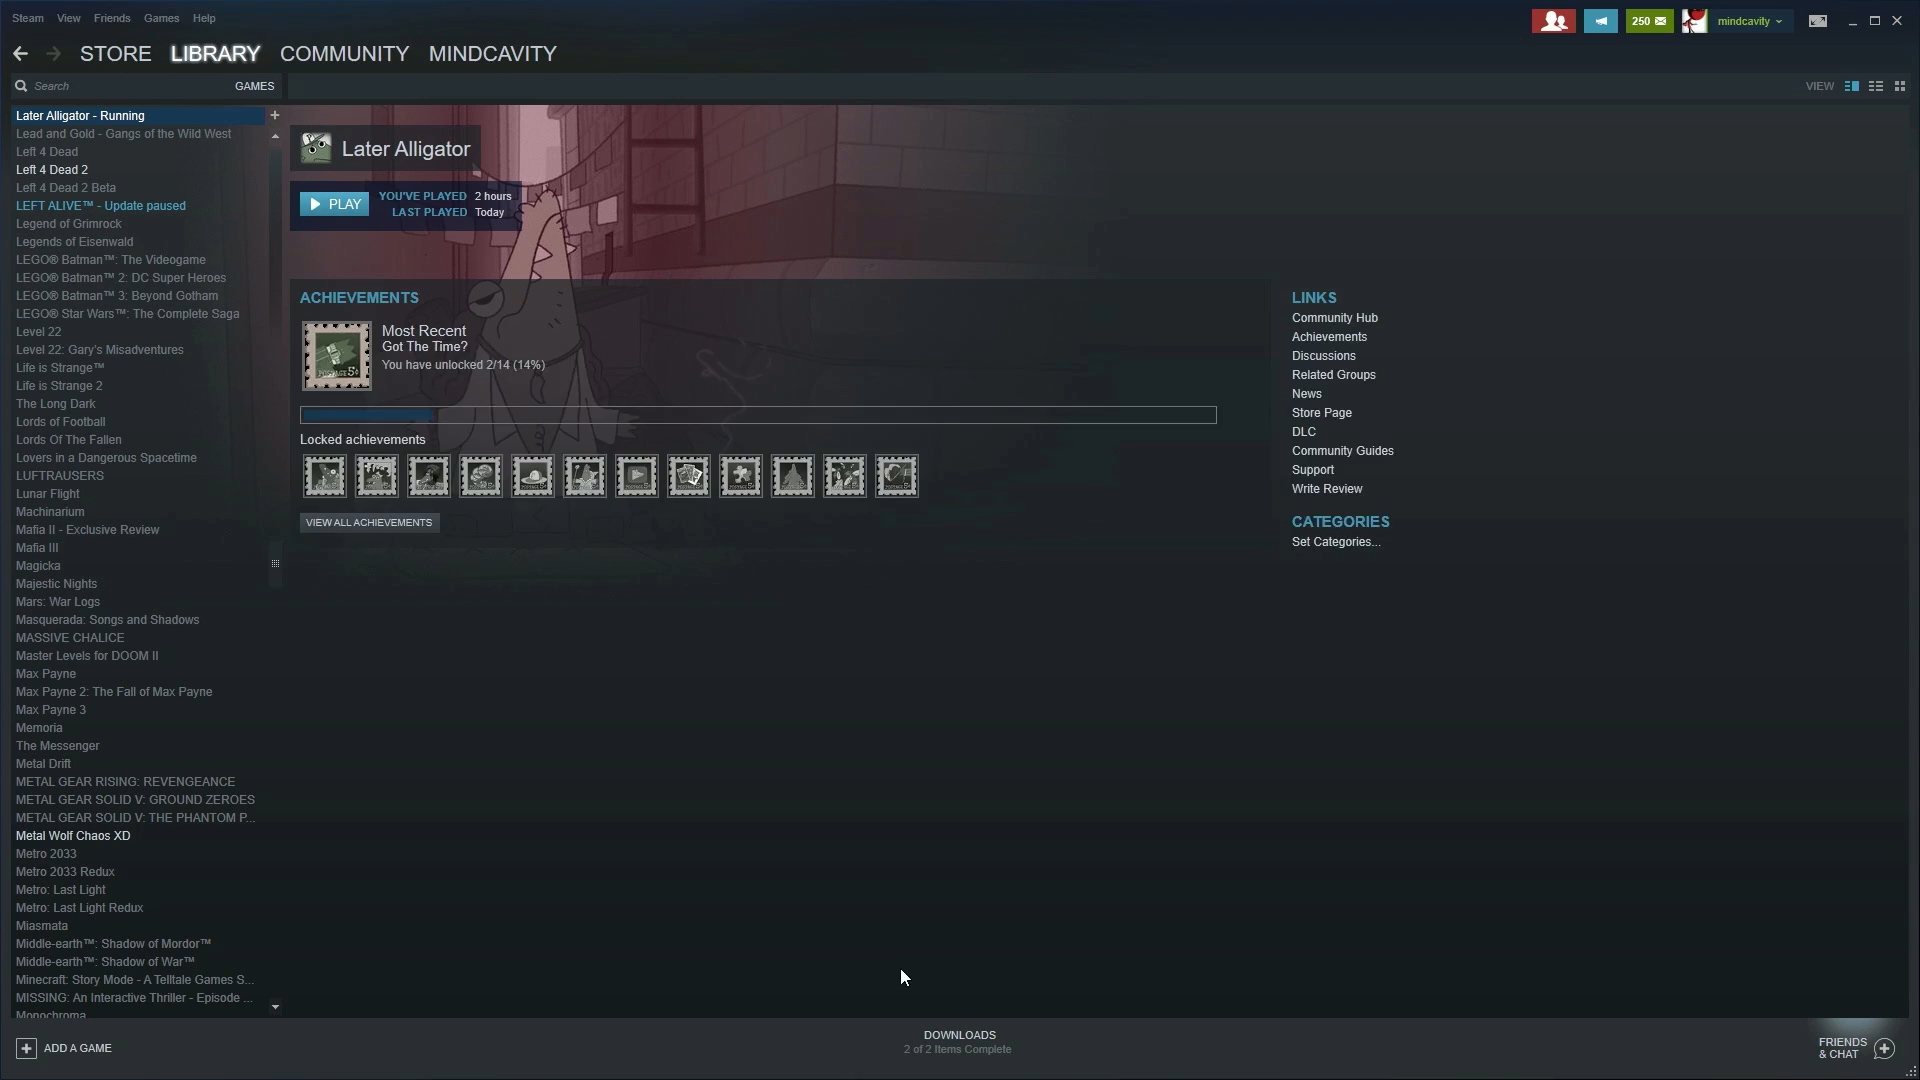 Steam View Friends Games Help
250 mindcavity
STORE LIBRARY COMMUNITY MINDCAVITY
Search GAMES VIEW
Later Alligator - Running
Lead and Gold - Gangs of the Wild West
Left 4 Dead
Left 4 Dead 2
Left 4 Dead 2 Beta
LEFT ALIVE™ - Update paused
Legend of Grimrock
Legends of Eisenwald
LEGO® Batman™: The Videogame
LEGO® Batman™ 2: DC Super Heroes
LEGO® Batman™ 3: Beyond Gotham
LEGO® Star Wars™: The Complete Saga
Level 22
Level 22: Gary's Misadventures
Life is Strange™
Life is Strange 2
The Long Dark
Lords of Football
Lords Of The Fallen
Lovers in a Dangerous Spacetime
LUFTRAUSERS
Lunar Flight
Machinarium
Mafia II - Exclusive Review
Mafia III
Magicka
Majestic Nights
Mars: War Logs
Masquerada: Songs and Shadows
MASSIVE CHALICE
Master Levels for DOOM II
Max Payne
Max Payne 2: The Fall of Max Payne
Max Payne 3
Memoria
The Messenger
Metal Drift
METAL GEAR RISING: REVENGEANCE
METAL GEAR SOLID V: GROUND ZEROES
METAL GEAR SOLID V: THE PHANTOM P...
Metal Wolf Chaos XD
Metro 2033
Metro 2033 Redux
Metro: Last Light
Metro: Last Light Redux
Miasmata
Middle-earth™: Shadow of Mordor™
Middle-earth™: Shadow of War™
Minecraft: Story Mode - A Telltale Games S...
MISSING: An Interactive Thriller - Episode ...
Monochroma
Later Alligator
PLAY
YOU'VE PLAYED 2 hours
LAST PLAYED Today
ACHIEVEMENTS
Most Recent
Got The Time?
You have unlocked 2/14 (14%)
POSTAGE 5¢
Locked achievements
VIEW ALL ACHIEVEMENTS
LINKS
Community Hub
Achievements
Discussions
Related Groups
News
Store Page
DLC
Community Guides
Support
Write Review
CATEGORIES
Set Categories...
ADD A GAME
DOWNLOADS
2 of 2 Items Complete
FRIENDS
& CHAT